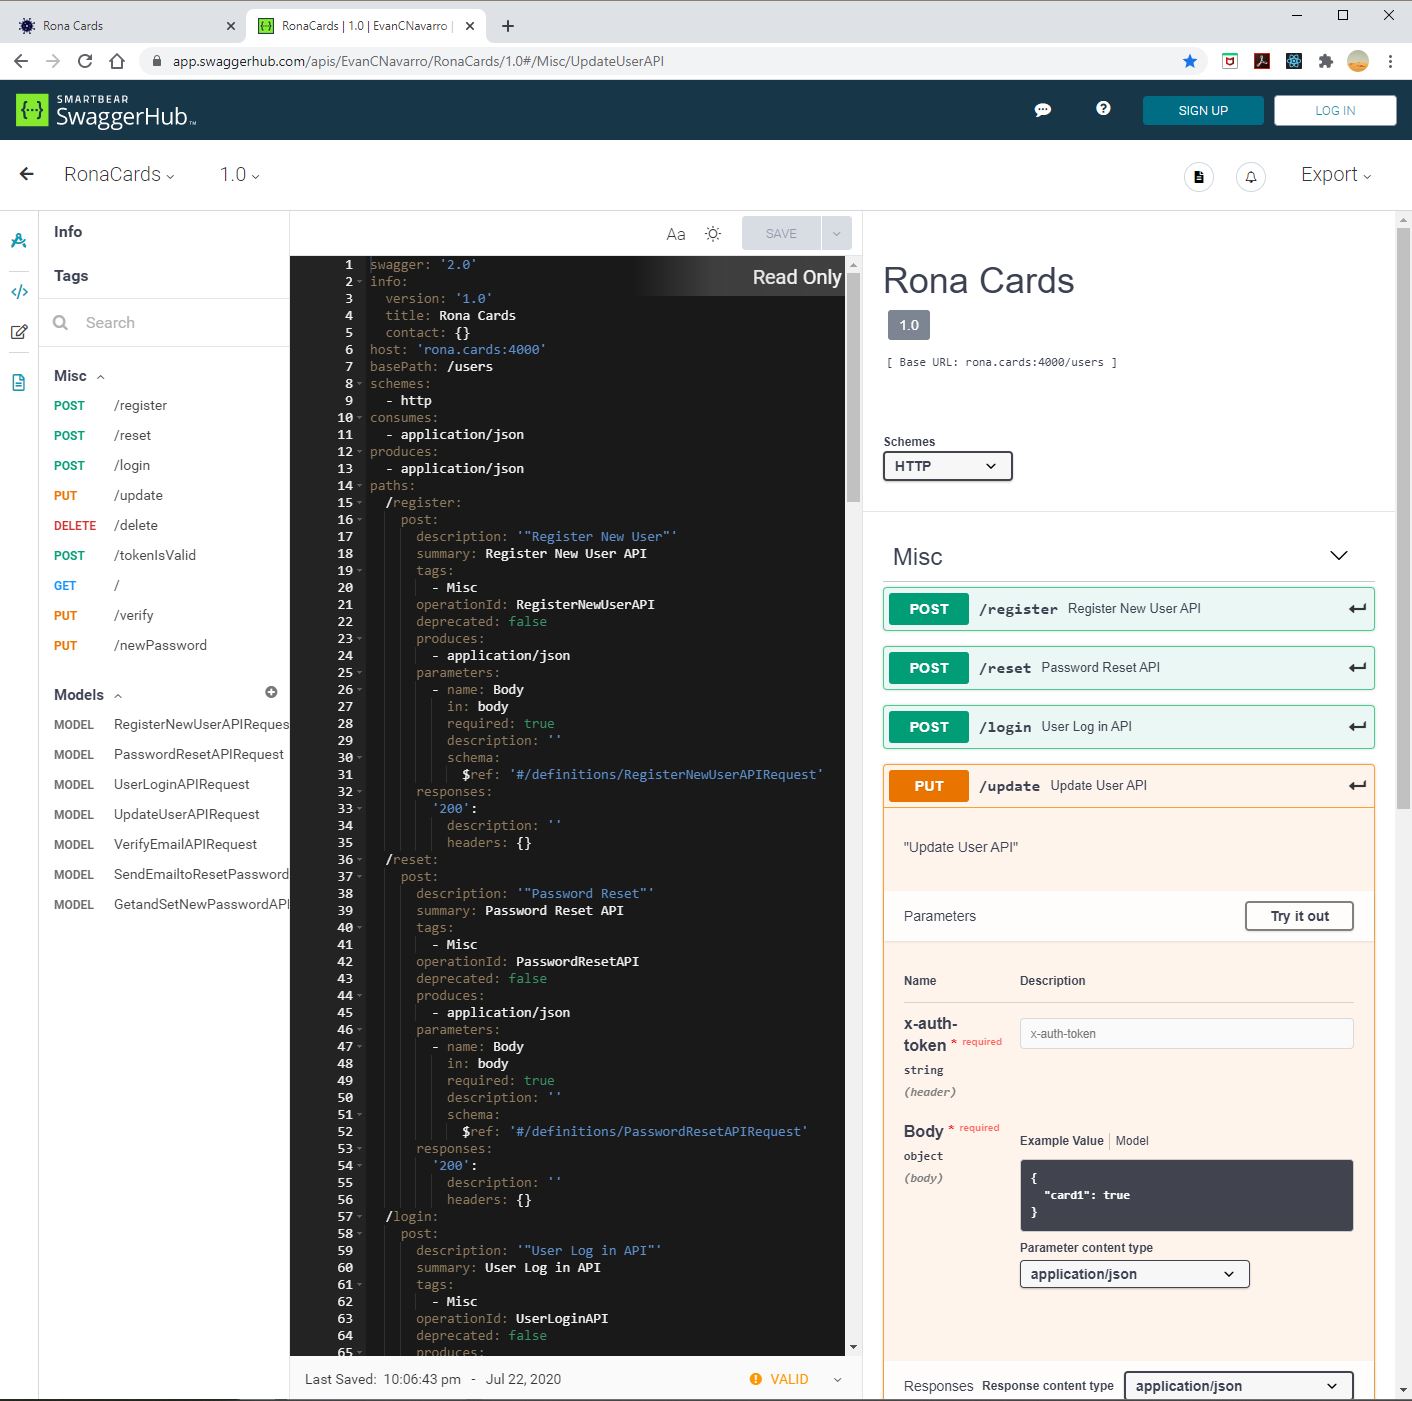 Rona Cards
RonaCards | 1.0 | EvanCNavarro |
app.swaggerhub.com/apis/EvanCNavarro/RonaCards/1.0#/Misc/UpdateUserAPI
SMARTBEAR
SwaggerHub™
SIGN UP
LOG IN
RonaCards
1.0
Export
Info
Tags
Search
Misc
POST /register
POST /reset
POST /login
PUT /update
DELETE /delete
POST /tokenIsValid
GET /
PUT /verify
PUT /newPassword
Models
MODEL RegisterNewUserAPIReques
MODEL PasswordResetAPIRequest
MODEL UserLoginAPIRequest
MODEL UpdateUserAPIRequest
MODEL VerifyEmailAPIRequest
MODEL SendEmailtoResetPassword
MODEL GetandSetNewPasswordAPI
Aa
SAVE
Read Only
1 swagger: '2.0'
2 info:
3 version: '1.0'
4 title: Rona Cards
5 contact: {}
6 host: 'rona.cards:4000'
7 basePath: /users
8 schemes:
9 - http
10 consumes:
11 - application/json
12 produces:
13 - application/json
14 paths:
15 /register:
16 post:
17 description: '"Register New User"'
18 summary: Register New User API
19 tags:
20 - Misc
21 operationId: RegisterNewUserAPI
22 deprecated: false
23 produces:
24 - application/json
25 parameters:
26 - name: Body
27 in: body
28 required: true
29 description: ''
30 schema:
31 $ref: '#/definitions/RegisterNewUserAPIRequest'
32 responses:
33 '200':
34 description: ''
35 headers: {}
36 /reset:
37 post:
38 description: '"Password Reset"'
39 summary: Password Reset API
40 tags:
41 - Misc
42 operationId: PasswordResetAPI
43 deprecated: false
44 produces:
45 - application/json
46 parameters:
47 - name: Body
48 in: body
49 required: true
50 description: ''
51 schema:
52 $ref: '#/definitions/PasswordResetAPIRequest'
53 responses:
54 '200':
55 description: ''
56 headers: {}
57 /login:
58 post:
59 description: '"User Log in API"'
60 summary: User Log in API
61 tags:
62 - Misc
63 operationId: UserLoginAPI
64 deprecated: false
65 produces:
Last Saved: 10:06:43 pm - Jul 22, 2020
VALID
Rona Cards
1.0
[ Base URL: rona.cards:4000/users ]
Schemes
HTTP
Misc
POST /register Register New User API
POST /reset Password Reset API
POST /login User Log in API
PUT /update Update User API
"Update User API"
Parameters
Try it out
Name Description
x-auth-token * required
x-auth-token
string
(header)
Body * required
object
(body)
Example Value | Model
{
"card1": true
}
Parameter content type
application/json
Responses Response content type application/json